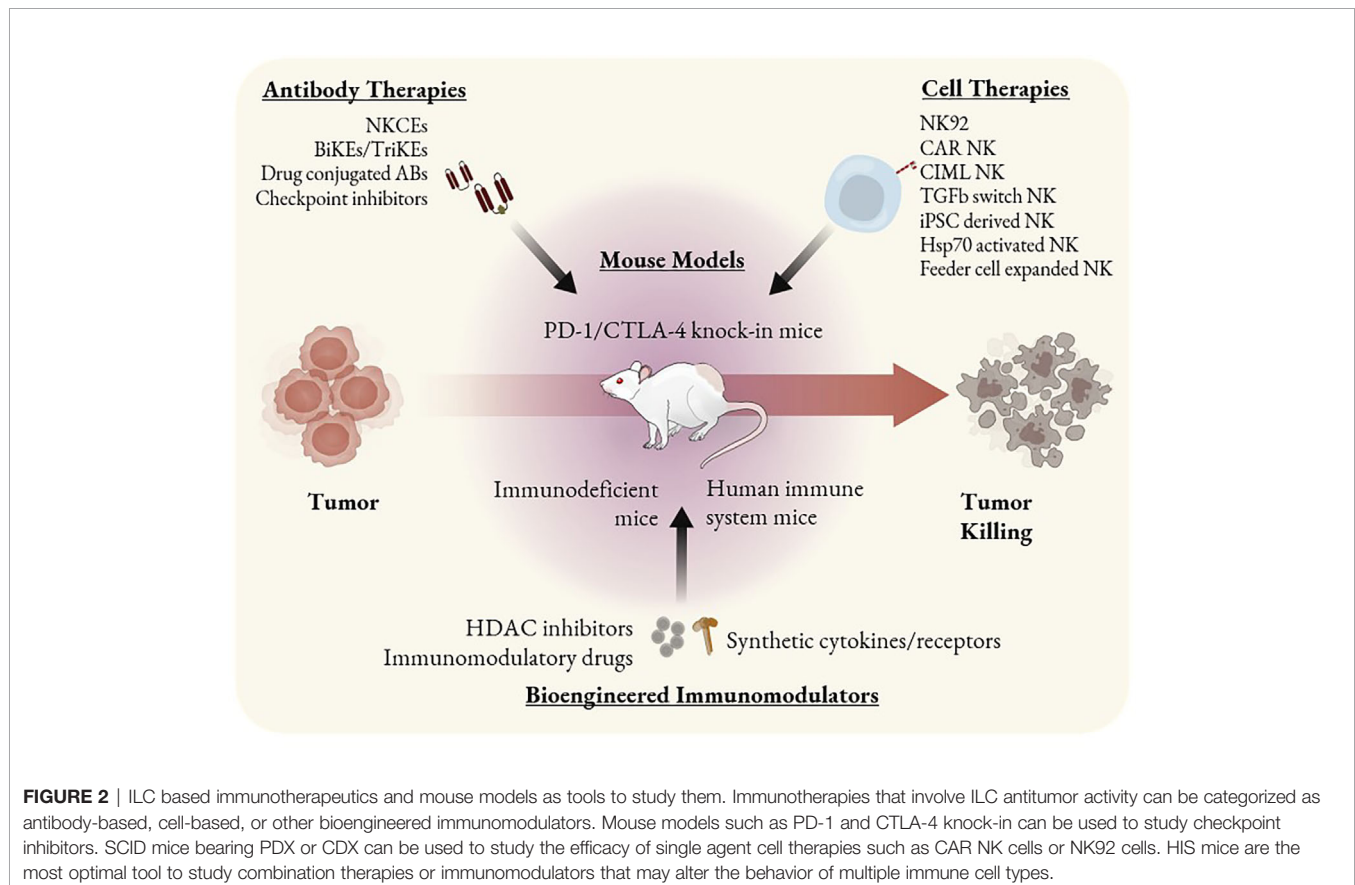 Antibody Therapies
NKCEs
BiKEs/TriKEs
Drug conjugated ABs
Checkpoint inhibitors
Cell Therapies
NK92
CAR NK
CIML NK
TGFb switch NK
iPSC derived NK
Hsp70 activated NK
Feeder cell expanded NK
Mouse Models
PD-1/CTLA-4 knock-in mice
Immunodeficient
mice
Human immune
system mice
Tumor
Tumor
Killing
HDAC inhibitors
Immunomodulatory drugs
Synthetic cytokines/receptors
Bioengineered Immunomodulators
FIGURE 2 | ILC based immunotherapeutics and mouse models as tools to study them. Immunotherapies that involve ILC antitumor activity can be categorized as
antibody-based, cell-based, or other bioengineered immunomodulators. Mouse models such as PD-1 and CTLA-4 knock-in can be used to study checkpoint
inhibitors. SCID mice bearing PDX or CDX can be used to study the efficacy of single agent cell therapies such as CAR NK cells or NK92 cells. HIS mice are the
most optimal tool to study combination therapies or immunomodulators that may alter the behavior of multiple immune cell types.